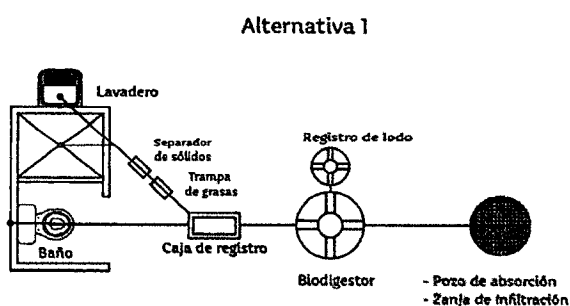 Alternativa 1
Lavadero
Separador
de sólidos
Trampa
de grasas
Registro de lodo
Baño
Caja de registro
Biodigestor
- Pozo de absorción
- Zanja de infiltración